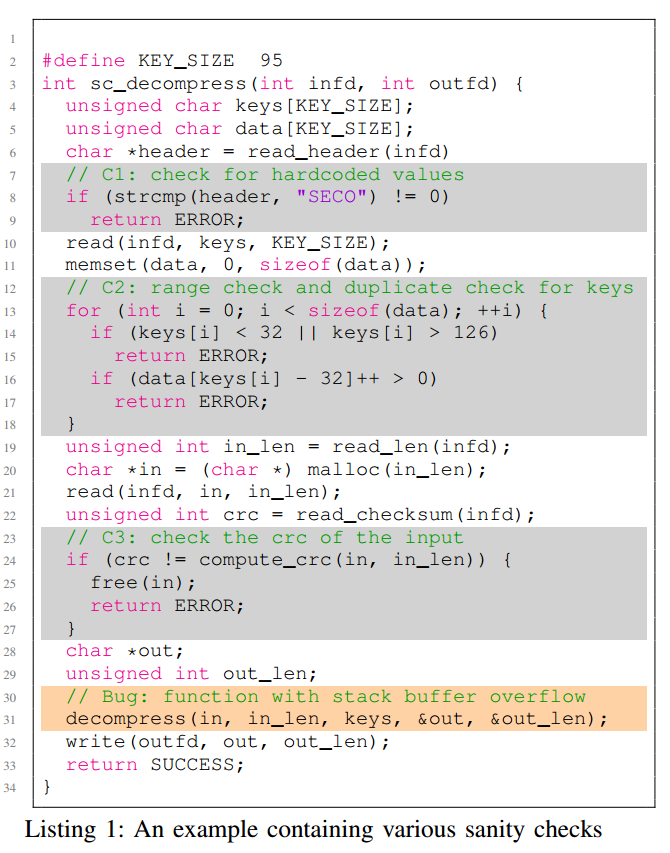 1
2 #define KEY_SIZE  95
3 int sc_decompress(int infd, int outfd) {
4   unsigned char keys[KEY_SIZE];
5   unsigned char data[KEY_SIZE];
6   char *header = read_header(infd)
7   // C1: check for hardcoded values
8   if (strcmp(header, "SECO") != 0)
9     return ERROR;
10   read(infd, keys, KEY_SIZE);
11   memset(data, 0, sizeof(data));
12   // C2: range check and duplicate check for keys
13   for (int i = 0; i < sizeof(data); ++i) {
14     if (keys[i] < 32 || keys[i] > 126)
15       return ERROR;
16     if (data[keys[i] - 32]++ > 0)
17       return ERROR;
18   }
19   unsigned int in_len = read_len(infd);
20   char *in = (char *) malloc(in_len);
21   read(infd, in, in_len);
22   unsigned int crc = read_checksum(infd);
23   // C3: check the crc of the input
24   if (crc != compute_crc(in, in_len)) {
25     free(in);
26     return ERROR;
27   }
28   char *out;
29   unsigned int out_len;
30   // Bug: function with stack buffer overflow
31   decompress(in, in_len, keys, &out, &out_len);
32   write(outfd, out, out_len);
33   return SUCCESS;
34 }
Listing 1: An example containing various sanity checks